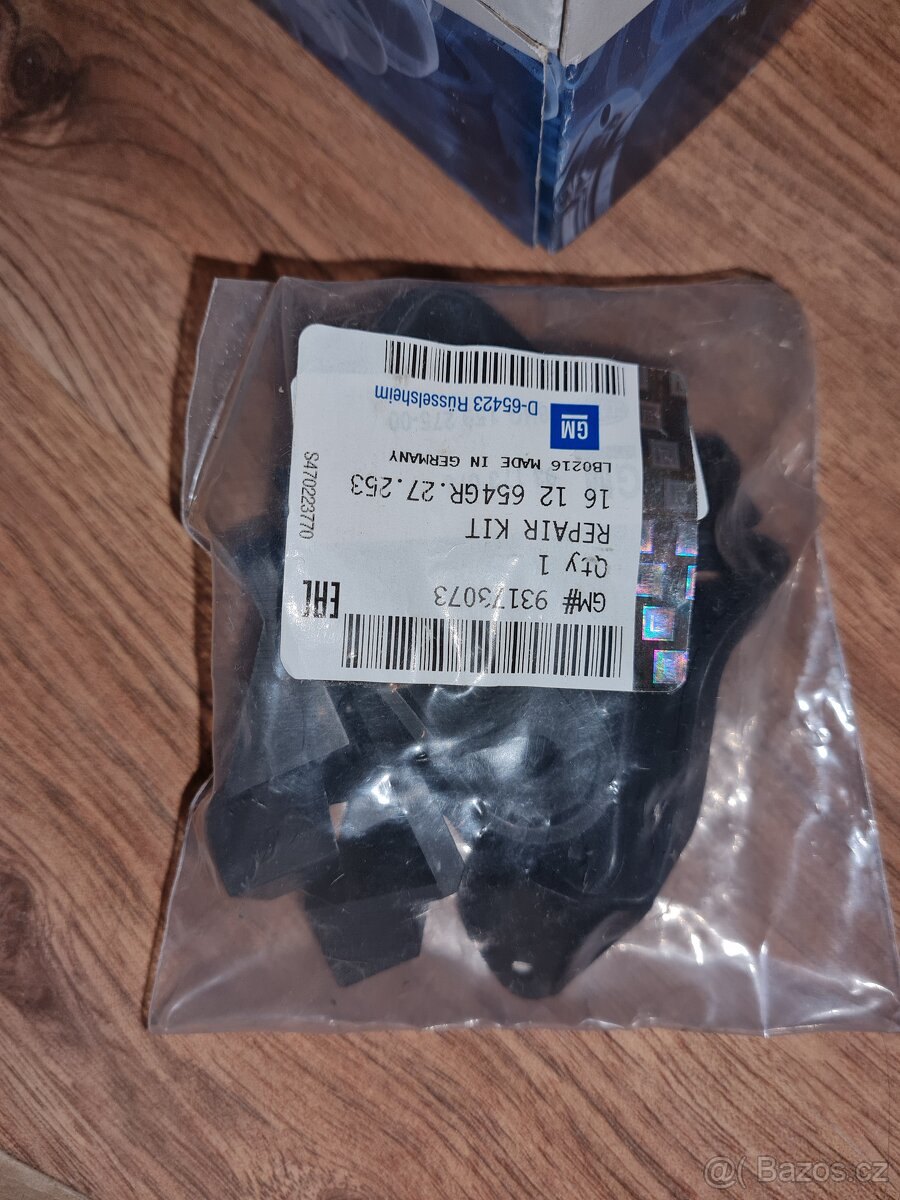 GM# 93173073
EAC
Qty 1
REPAIR KIT
16 12 654GR.27.253
LB0216 MADE IN GERMANY
GM
D-65423 Rüsselsheim
S470223770
@( Bazos.cz